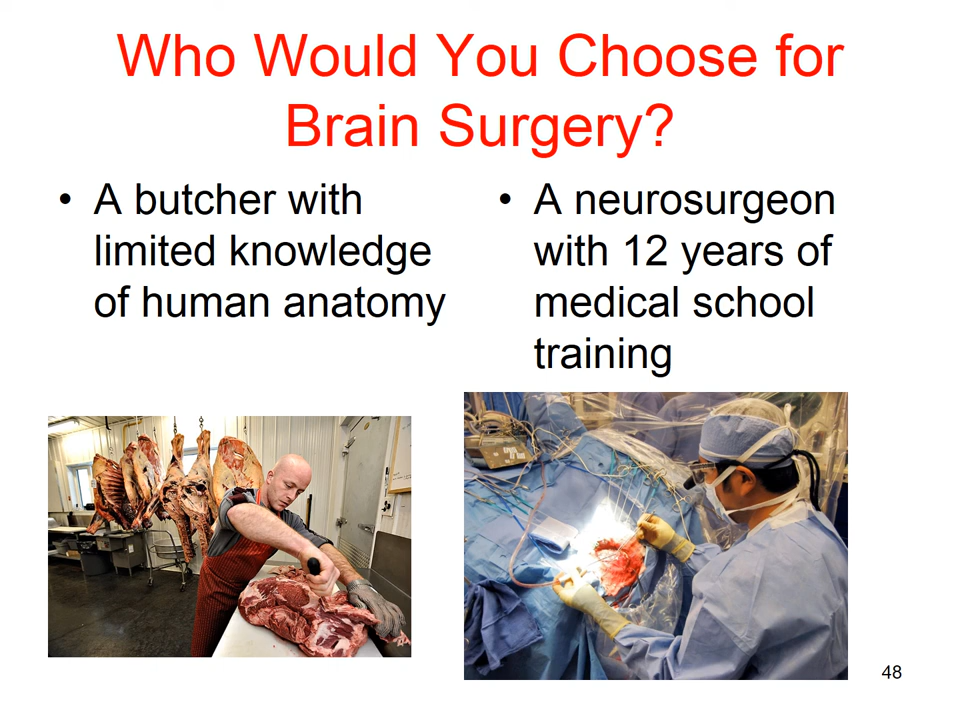 Who Would You Choose for
Brain Surgery?
• A butcher with
limited knowledge
of human anatomy
• A neurosurgeon
with 12 years of
medical school
training
48